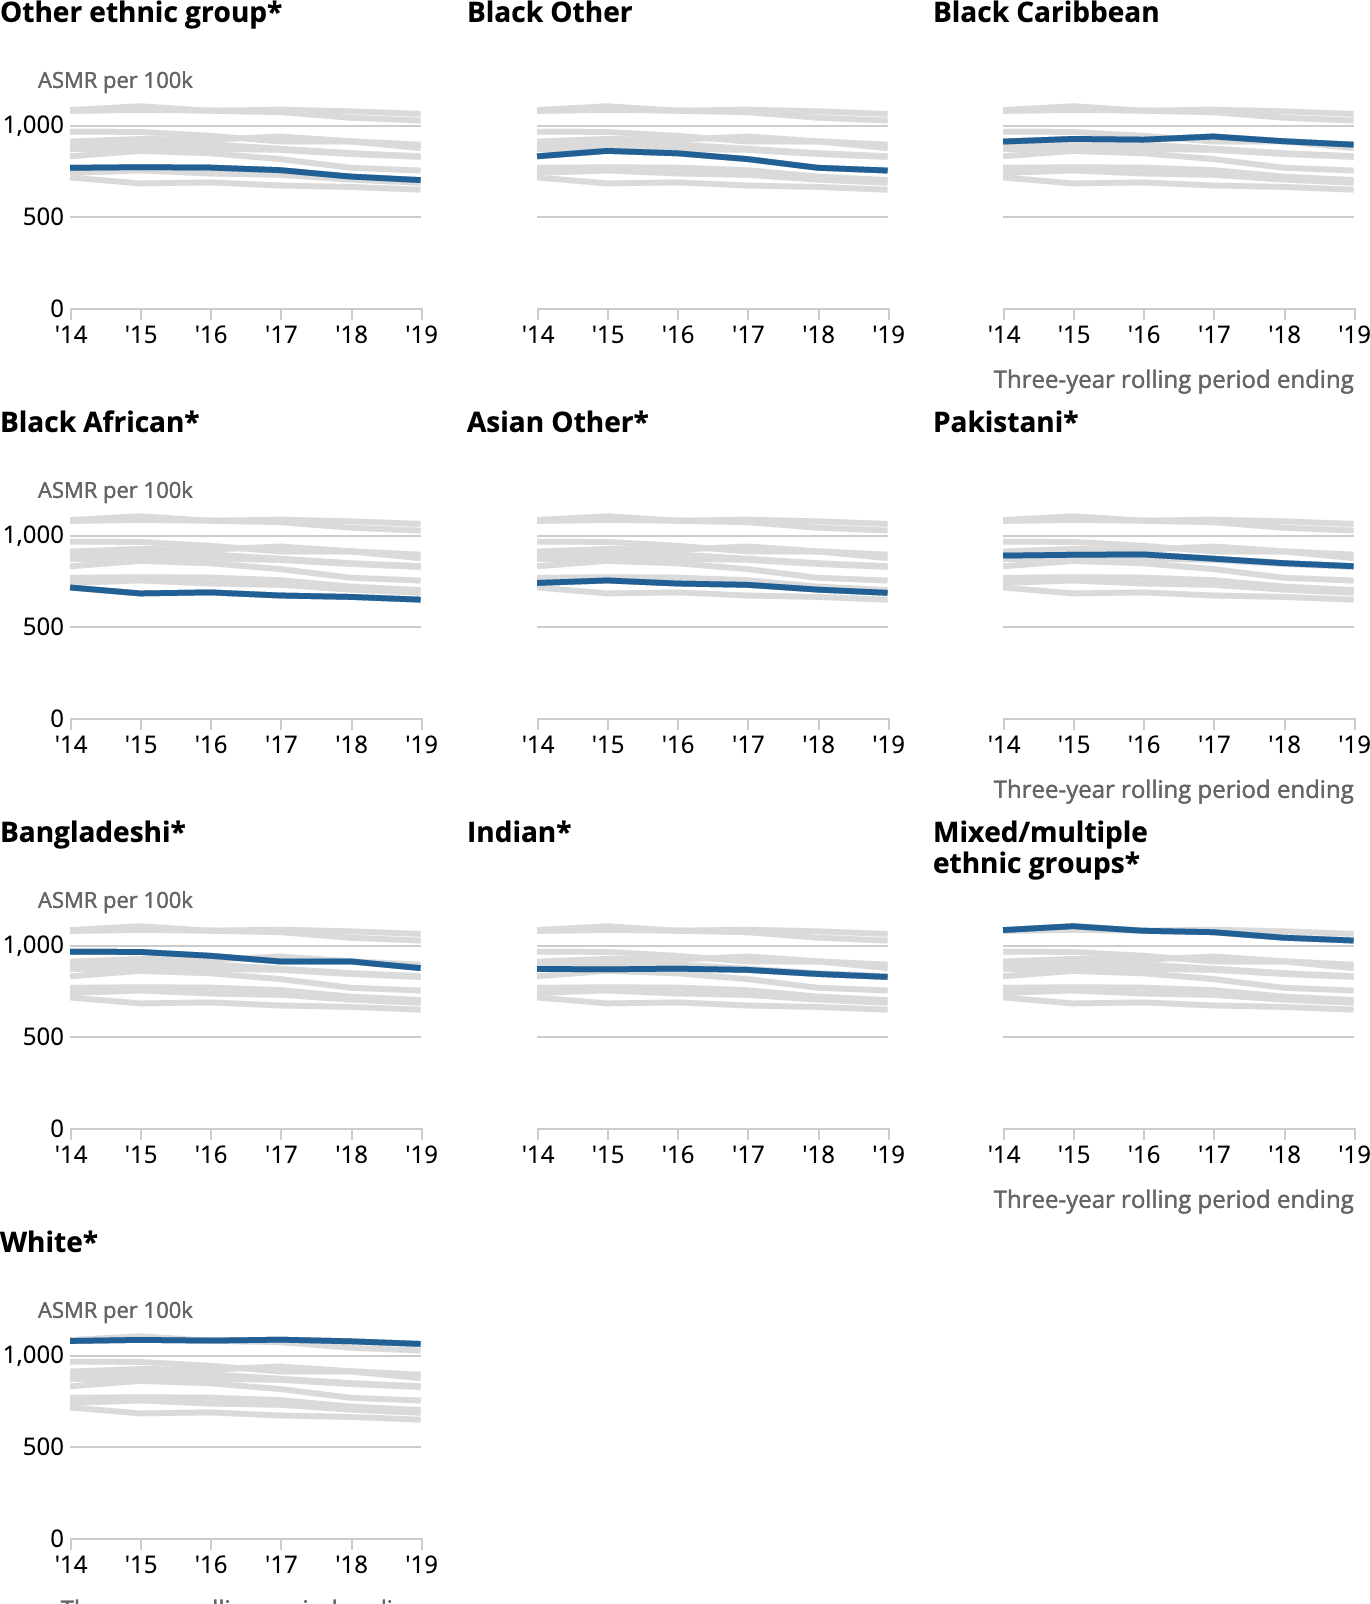 Other ethnic group*
Black Other
Black Caribbean
ASMR per 100k
1,000
500
0
'14 '15 '16 '17 '18 '19
'14 '15 '16 '17 '18 '19
'14 '15 '16 '17 '18 '19
Three-year rolling period ending
Black African*
Asian Other*
Pakistani*
ASMR per 100k
1,000
500
0
'14 '15 '16 '17 '18 '19
'14 '15 '16 '17 '18 '19
'14 '15 '16 '17 '18 '19
Three-year rolling period ending
Bangladeshi*
Indian*
Mixed/multiple
ethnic groups*
ASMR per 100k
1,000
500
0
'14 '15 '16 '17 '18 '19
'14 '15 '16 '17 '18 '19
'14 '15 '16 '17 '18 '19
Three-year rolling period ending
White*
ASMR per 100k
1,000
500
0
'14 '15 '16 '17 '18 '19